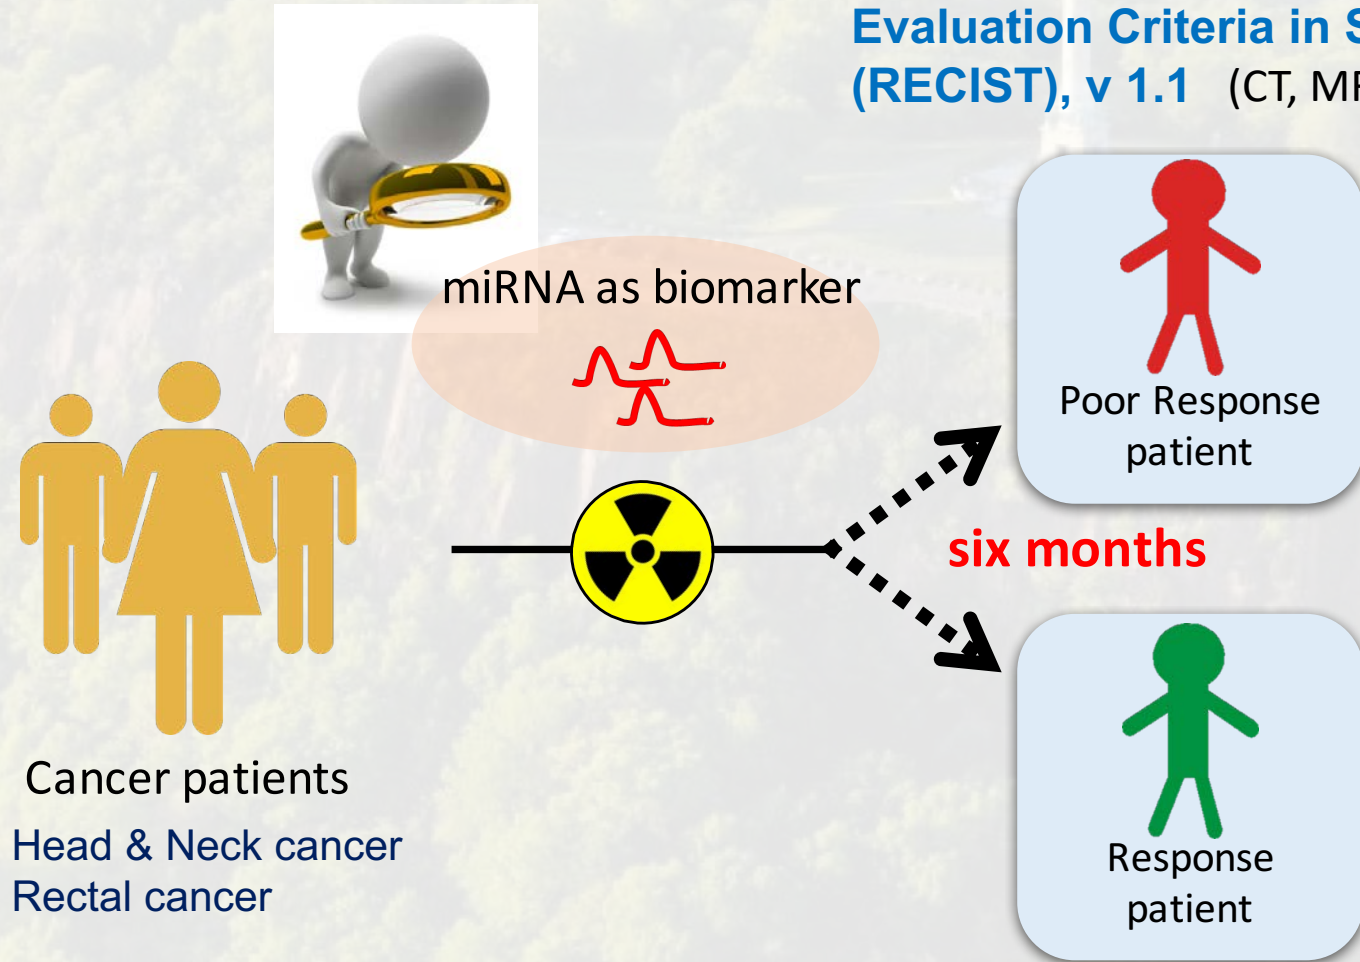 Evaluation Criteria in
(RECIST), v 1.1 (CT,
miRNA as biomarker
Poor Response
patient
six months
Cancer patients
Head & Neck cancer
Rectal cancer
Response
patient